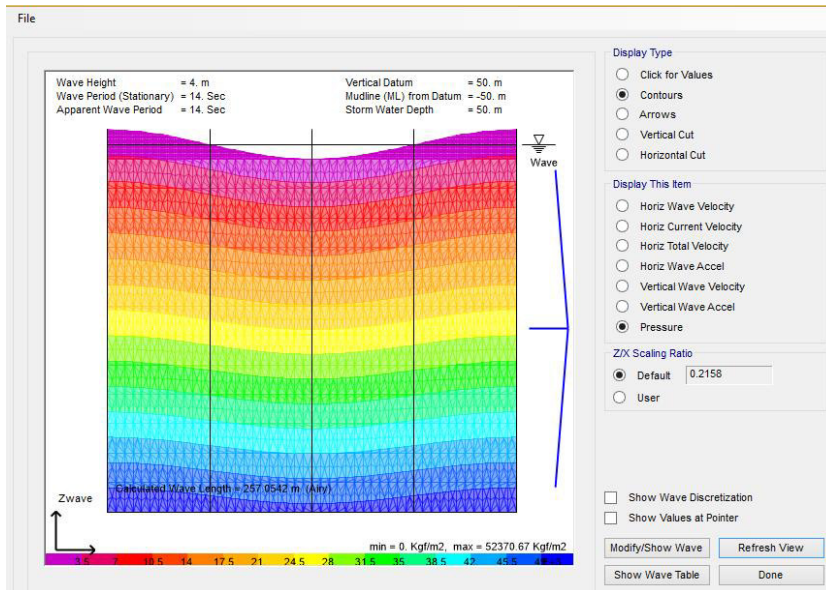 File
Wave Height = 4. m
Wave Period (Stationary) = 14. Sec
Apparent Wave Period = 14. Sec
Vertical Datum = 50. m
Mudline (ML) from Datum = -50. m
Storm Water Depth = 50. m
Wave
Calculated Wave Length = 257.0542 m (Airy)
Zwave
min = 0. Kgf/m2, max = 52370.67 Kgf/m2
3.5 7 10.5 14 17.5 21 24.5 28 31.5 35 38.5 42 45.5
Display Type
Click for Values
Contours
Arrows
Vertical Cut
Horizontal Cut
Display This Item
Horiz Wave Velocity
Horiz Current Velocity
Horiz Total Velocity
Horiz Wave Accel
Vertical Wave Velocity
Vertical Wave Accel
Pressure
Z/X Scaling Ratio
Default 0.2158
User
Show Wave Discretization
Show Values at Pointer
Modify/Show Wave Refresh View
Show Wave Table Done